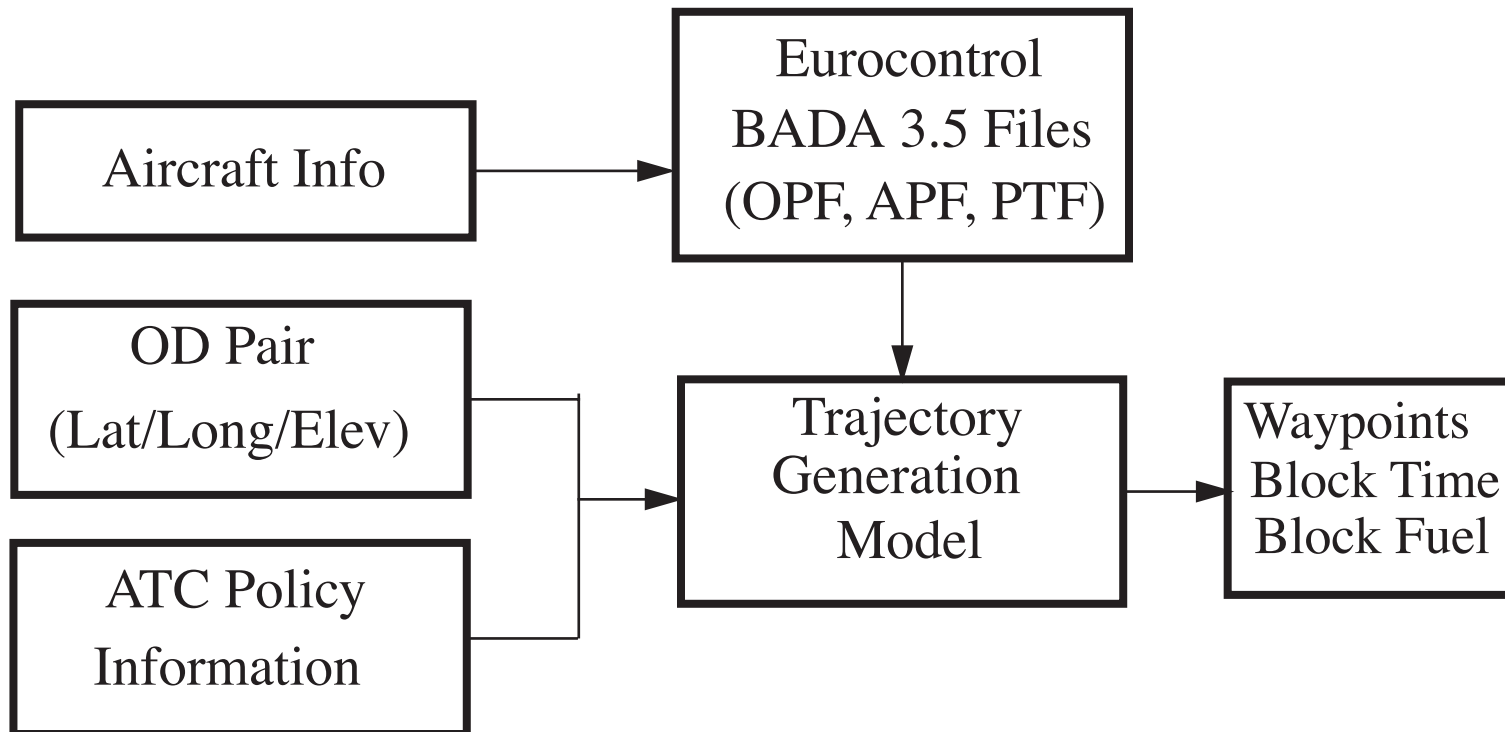 Eurocontrol
BADA 3.5 Files
(OPF, APF, PTF)
Aircraft Info
OD Pair
(Lat/Long/Elev)
Trajectory
Generation
Model
Waypoints
Block Time
Block Fuel
ATC Policy
Information